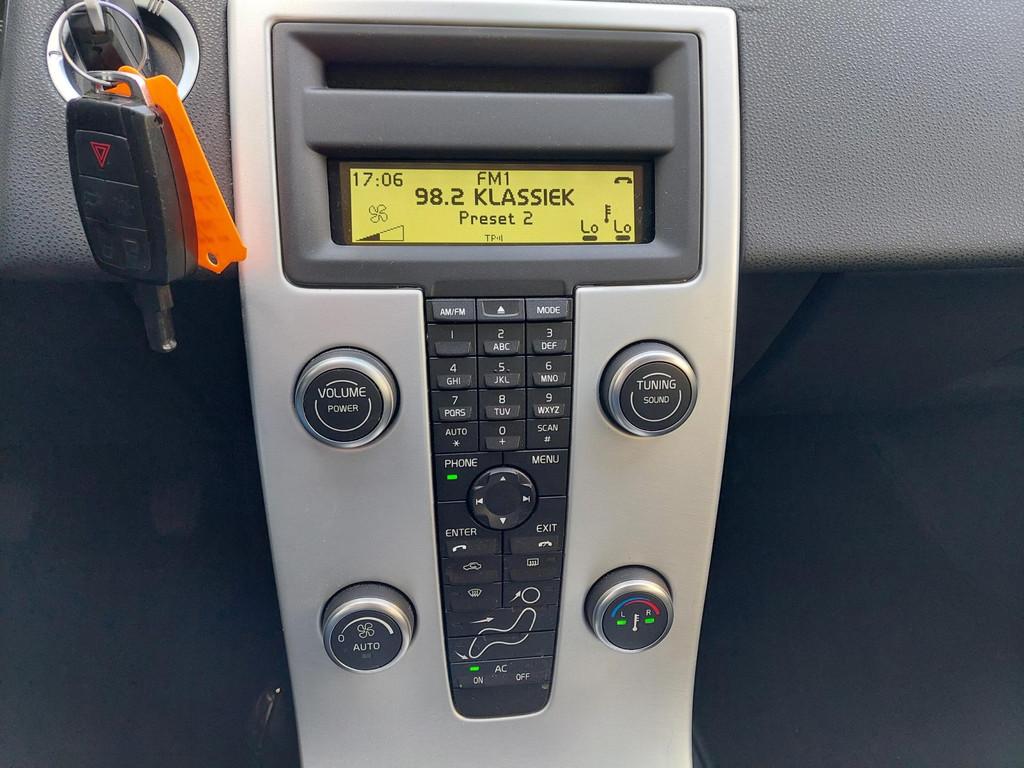 17:06 FM1
98.2 KLASSIEK
Preset 2
Lo Lo
TP
AM/FM MODE
1 2 3
ABC DEF
4 5 6
GHI JKL MNO
7 8 9
PQRS TUV WXYZ
AUTO 0 SCAN
* + #
VOLUME
POWER
TUNING
SOUND
PHONE MENU
ENTER EXIT
0
AUTO
L R
AC
ON OFF